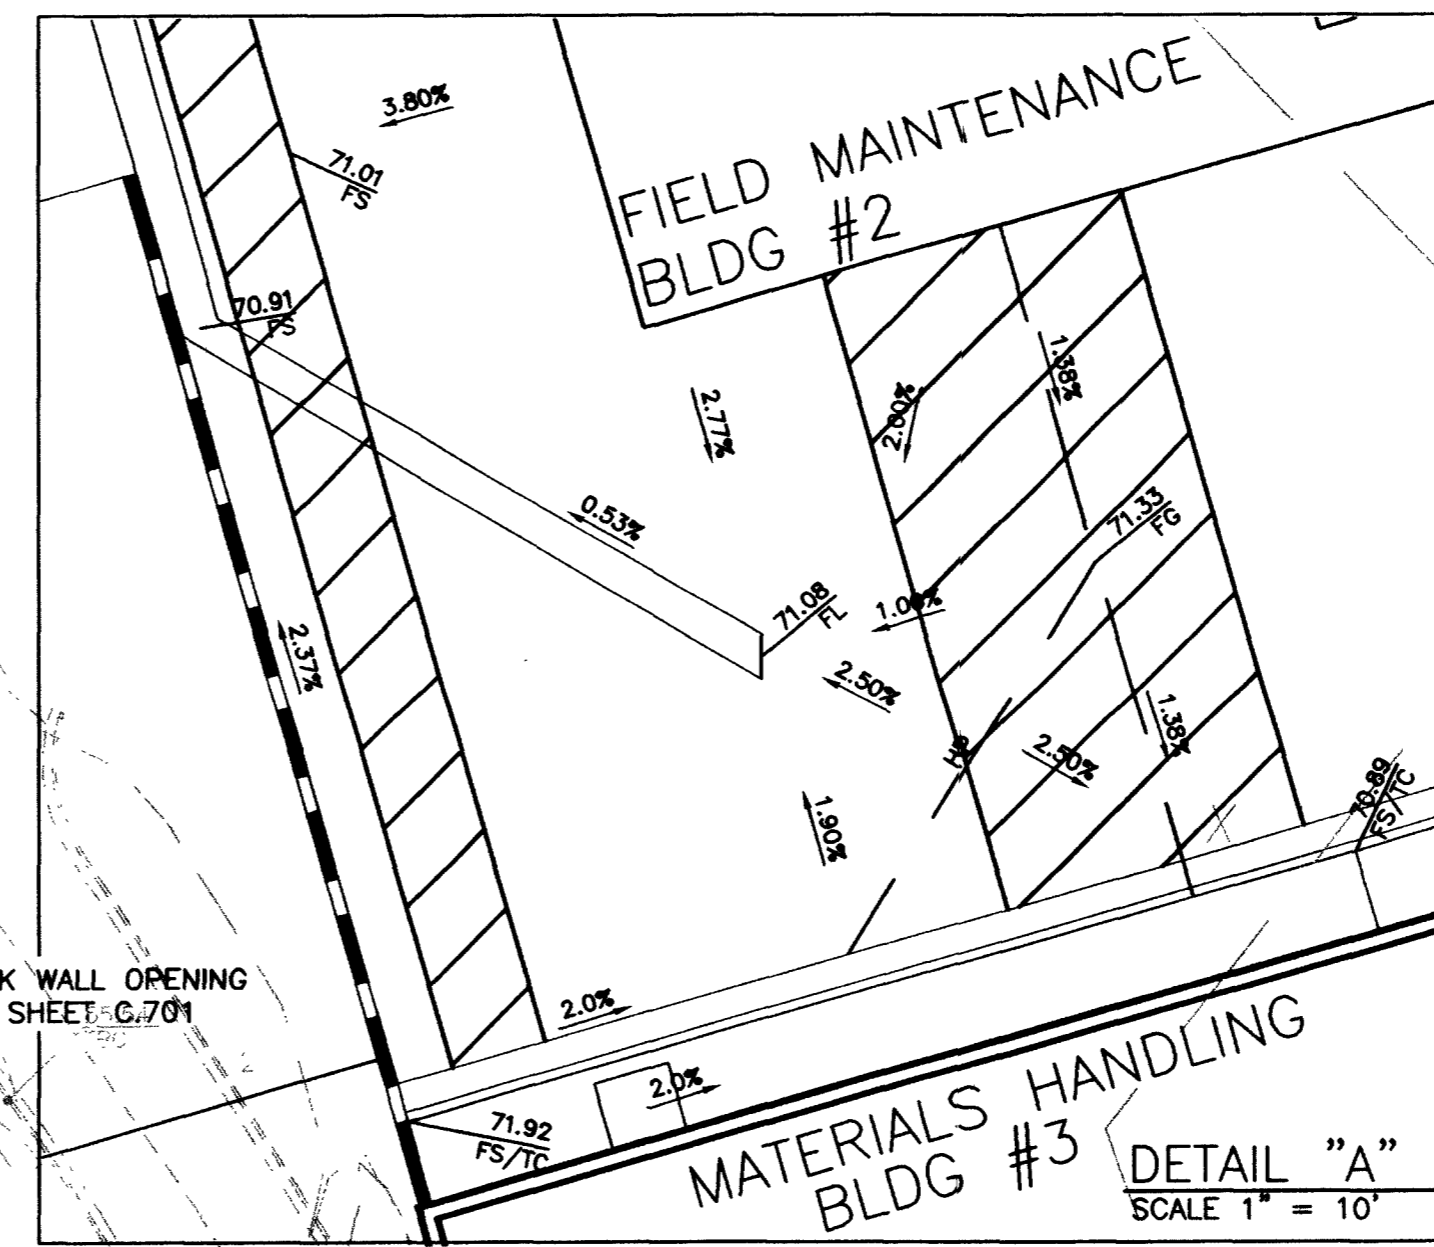 3.80%
71.01
FS
FIELD MAINTENANCE
BLDG #2
70.91
FS
1.38%
2.77%
2.00%
0.53%
71.33
FG
71.08
FL
1.00%
2.37%
2.50%
1.38%
HP
2.50%
1.90%
70.89
FS/TC
K WALL OPENING
SHEET C.701
2.0%
2.0%
71.92
FS/TC
MATERIALS HANDLING
BLDG #3
DETAIL "A"
SCALE 1" = 10'